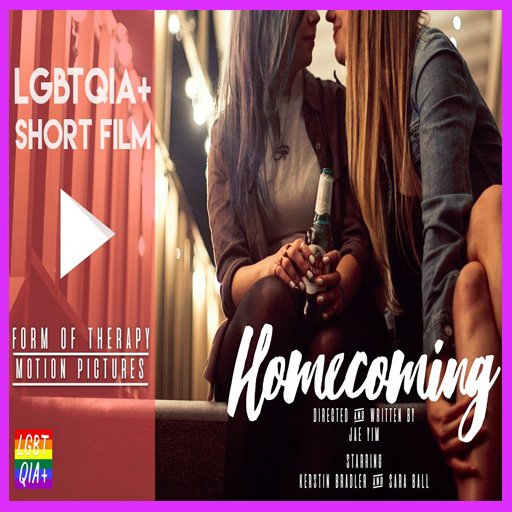 LGBTQIA+
SHORT FILM
FORM OF THERAPY
MOTION PICTURES
Homecoming
DIRECTED AND WRITTEN BY
JAE YIM
STARRING
KERSTIN BRADLER AND SARA BALL
LGBT
QIA+